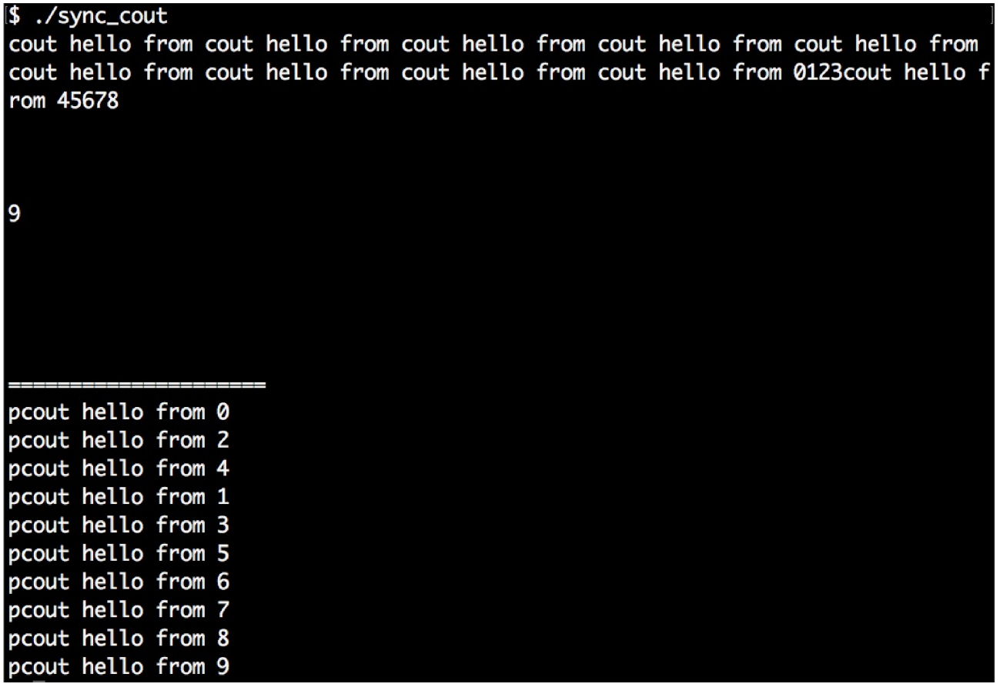 $ ./sync_cout
cout hello from cout hello from cout hello from cout hello from cout hello from
cout hello from cout hello from cout hello from cout hello from 0123cout hello f
rom 45678
9
=====================
pcout hello from 0
pcout hello from 2
pcout hello from 4
pcout hello from 1
pcout hello from 3
pcout hello from 5
pcout hello from 6
pcout hello from 7
pcout hello from 8
pcout hello from 9